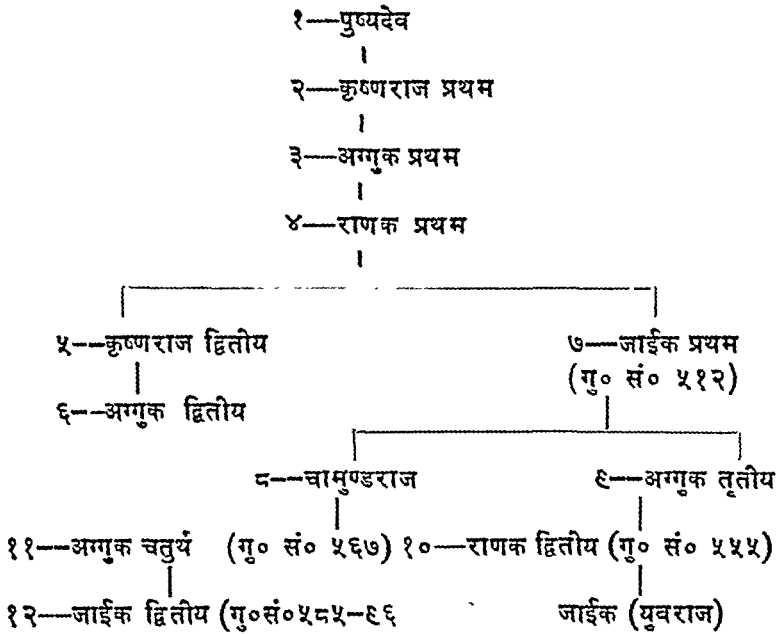 १—पुष्यदेव
२—कृष्णराज प्रथम
३—अग्गुक प्रथम
४—राणक प्रथम
५—कृष्णराज द्वितीय ७—जाईक प्रथम
(गु० सं० ५१२)
६—अग्गुक द्वितीय
८—चामुण्डराज ९—अग्गुक तृतीय
११—अग्गुक चतुर्थ (गु० सं० ५६७) १०—राणक द्वितीय (गु० सं० ५५५)
१२—जाईक द्वितीय (गु०सं०५८५-९६ जाईक (युवराज)